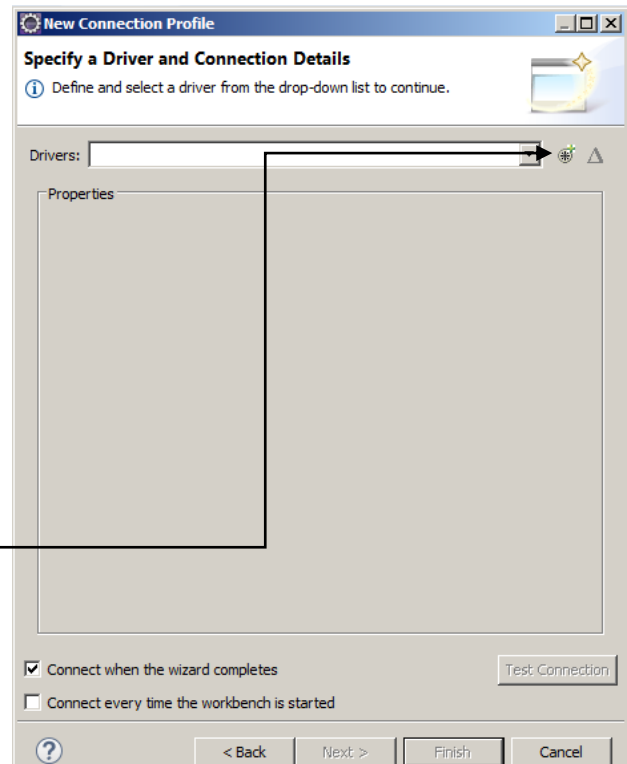 New Connection Profile
Specify a Driver and Connection Details
Define and select a driver from the drop-down list to continue.
Drivers:
Properties
Connect when the wizard completes
Test Connection
Connect every time the workbench is started
< Back
Next >
Finish
Cancel